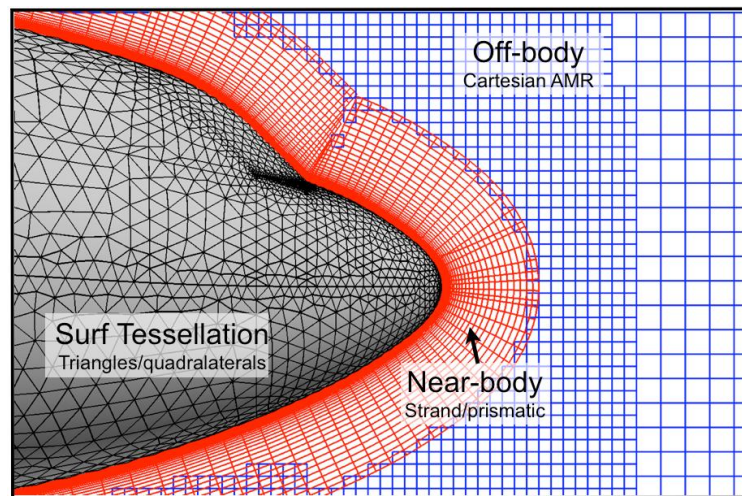 Off-body
Cartesian AMR
Surf Tessellation
Triangles/quadralaterals
Near-body
Strand/prismatic